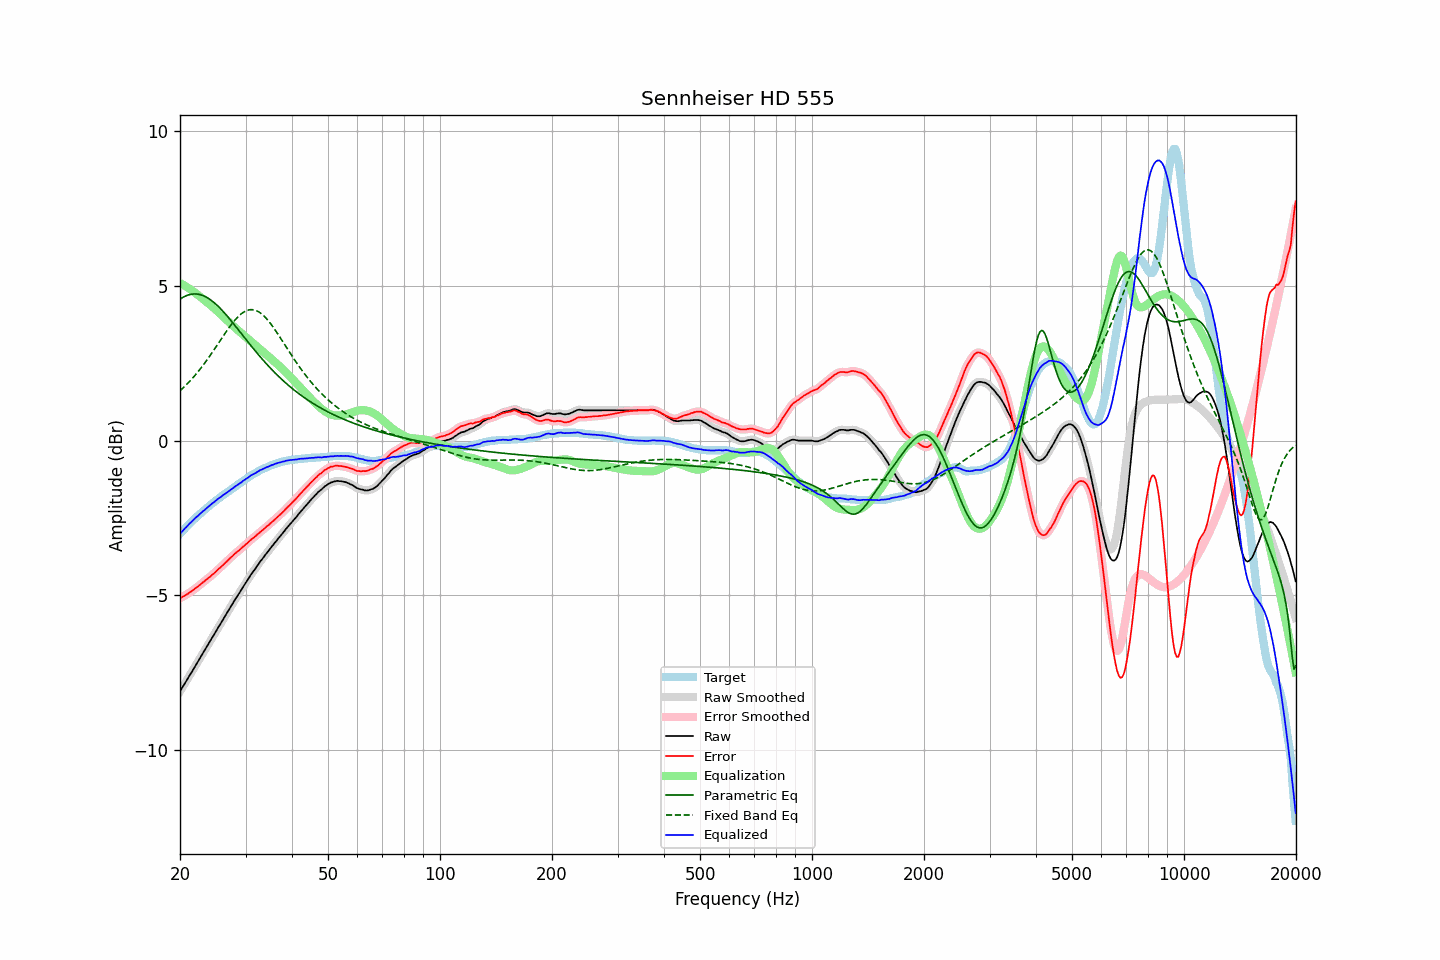 Sennheiser HD 555
10
5
0
−5
−10
Amplitude (dBr)
20
50
100
200
500
1000
2000
5000
10000
20000
Frequency (Hz)
Target
Raw Smoothed
Error Smoothed
Raw
Error
Equalization
Parametric Eq
Fixed Band Eq
Equalized